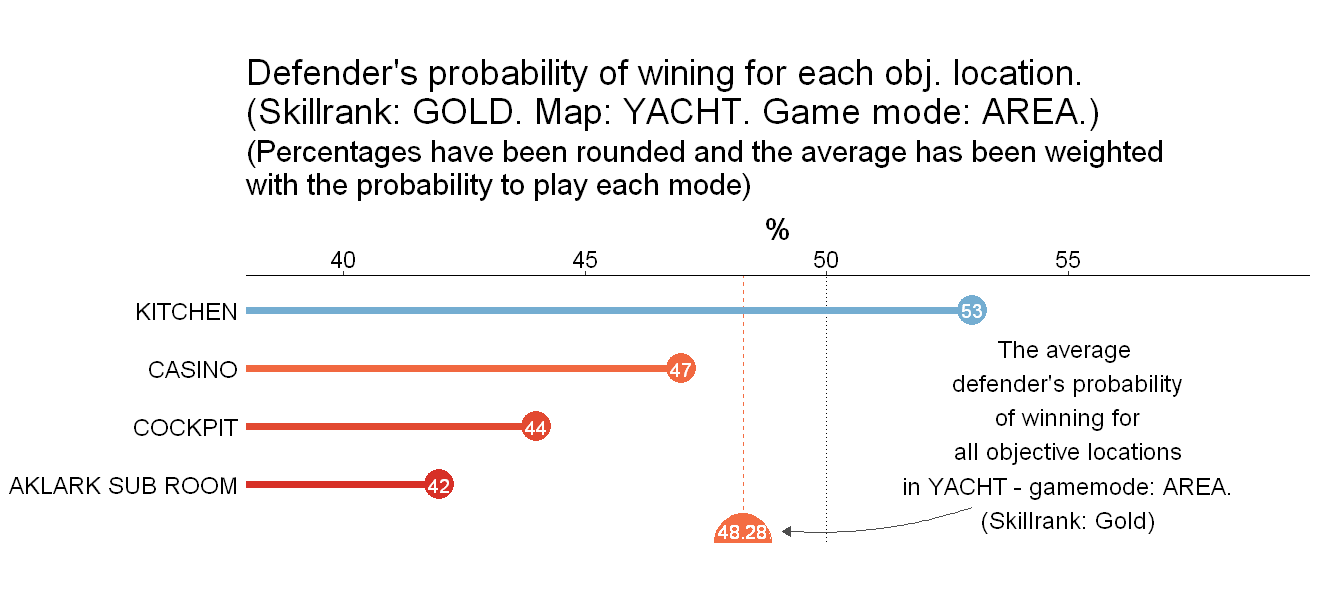 Defender's probability of wining for each obj. location.
(Skillrank: GOLD. Map: YACHT. Game mode: AREA.)
(Percentages have been rounded and the average has been weighted
with the probability to play each mode)
%
40 45 50 55
KITCHEN 53
CASINO 47
COCKPIT 44
AKLARK SUB ROOM 42
48.28
The average
defender's probability
of winning for
all objective locations
in YACHT - gamemode: AREA.
(Skillrank: Gold)